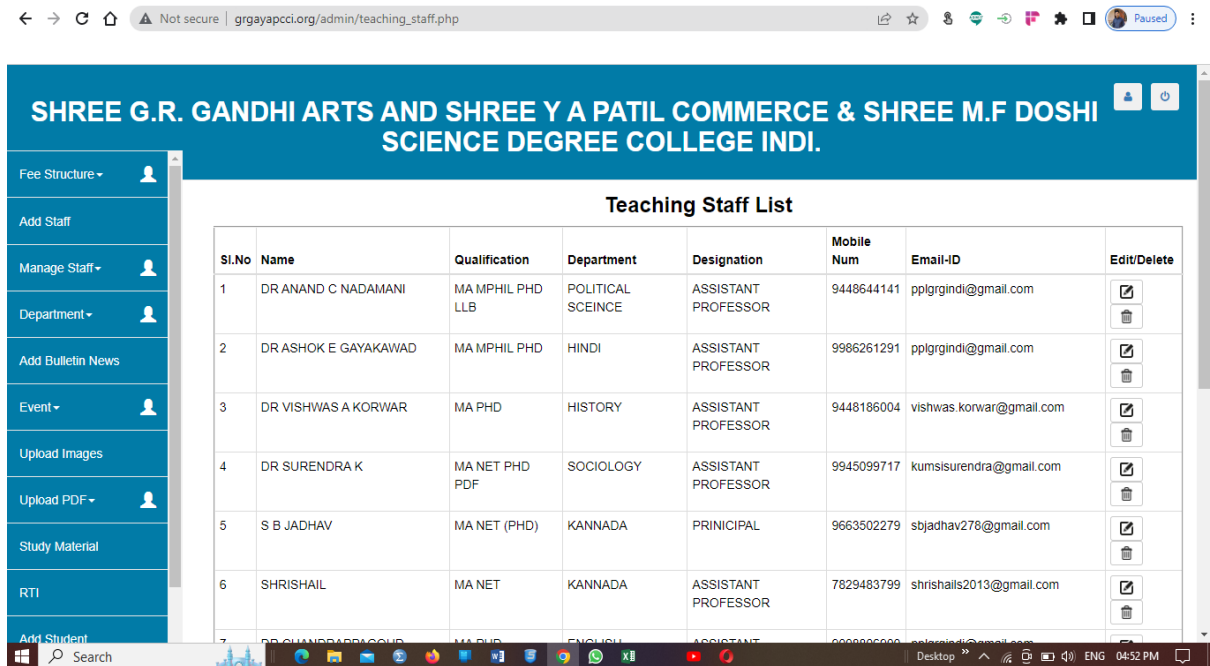 Not secure | grgayapcci.org/admin/teaching_staff.php
Paused
SHREE G.R. GANDHI ARTS AND SHREE Y A PATIL COMMERCE & SHREE M.F DOSHI
SCIENCE DEGREE COLLEGE INDI.
Fee Structure
Add Staff
Manage Staff
Department
Add Bulletin News
Event
Upload Images
Upload PDF
Study Material
RTI
Add Student
Teaching Staff List
Sl.No Name Qualification Department Designation Mobile Num Email-ID Edit/Delete
1 DR ANAND C NADAMANI MA MPHIL PHD LLB POLITICAL SCEINCE ASSISTANT PROFESSOR 9448644141 pplgrgindi@gmail.com
2 DR ASHOK E GAYAKAWAD MA MPHIL PHD HINDI ASSISTANT PROFESSOR 9986261291 pplgrgindi@gmail.com
3 DR VISHWAS A KORWAR MA PHD HISTORY ASSISTANT PROFESSOR 9448186004 vishwas.korwar@gmail.com
4 DR SURENDRA K MA NET PHD PDF SOCIOLOGY ASSISTANT PROFESSOR 9945099717 kumsisurendra@gmail.com
5 S B JADHAV MA NET (PHD) KANNADA PRINICIPAL 9663502279 sbjadhav278@gmail.com
6 SHRISHAIL MA NET KANNADA ASSISTANT PROFESSOR 7829483799 shrishails2013@gmail.com
7 MA PHD ENGLISH ASSISTANT
Search
Desktop ENG 04:52 PM